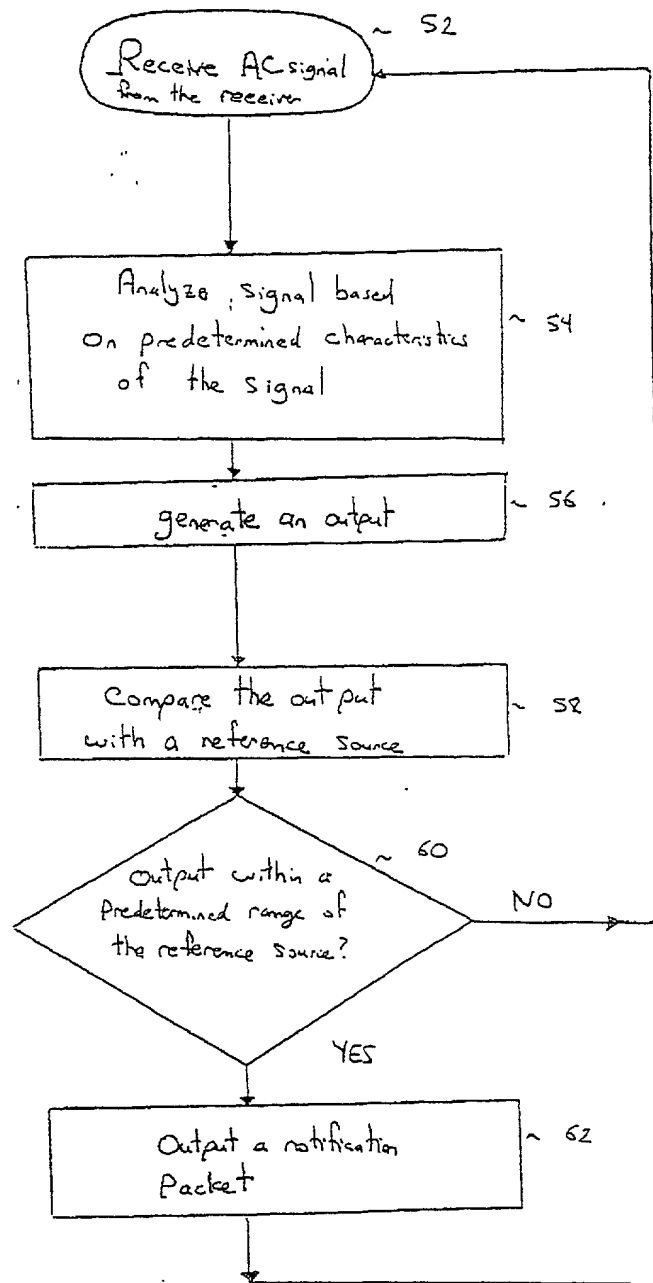 ~ 52
Receive AC signal
from the receiver
Analyze signal based
on predetermined characteristics
of the signal
~ 54
generate an output
~ 56
Compare the output
with a reference source
~ 58
~ 60
Output within a
predetermined range of
the reference source?
NO
YES
Output a notification
Packet
~ 62